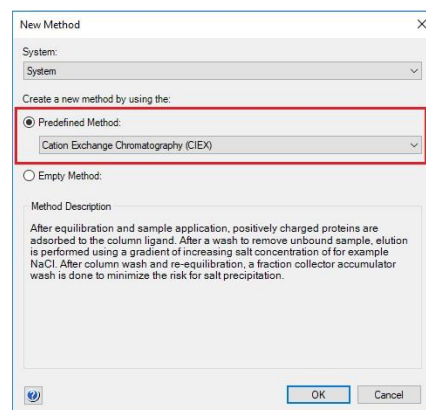 New Method
System:
System
Create a new method by using the:
Predefined Method:
Cation Exchange Chromatography (CIEX)
Empty Method:
Method Description
After equilibration and sample application, positively charged proteins are
adsorbed to the column ligand. After a wash to remove unbound sample, elution
is performed using a gradient of increasing salt concentration of for example
NaCl. After column wash and re-equilibration, a fraction collector accumulator
wash is done to minimize the risk for salt precipitation.
OK Cancel